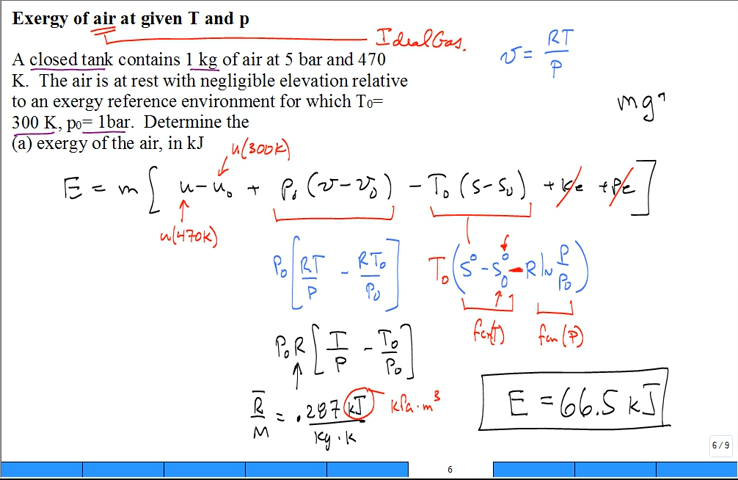 Exergy of air at given T and p
Ideal Gas.
v = RT/P
A closed tank contains 1 kg of air at 5 bar and 470
K. The air is at rest with negligible elevation relative
to an exergy reference environment for which T0=
300 K, p0= 1bar. Determine the
(a) exergy of the air, in kJ
u(300K)
E = m [ u - u₀ + P₀ (v - v₀) - T₀ (s - s₀) + ke + pe ]
u(470K)
P₀ [ RT/P - RT₀/P₀ ]
T₀ (S° - S₀° - R ln P/P₀)
fcn(T) fcn(P)
P₀R [ T/P - T₀/P₀ ]
R̄/M = .287 kJ/kg·K
kPa·m³
E = 66.5 kJ
6 / 9
6